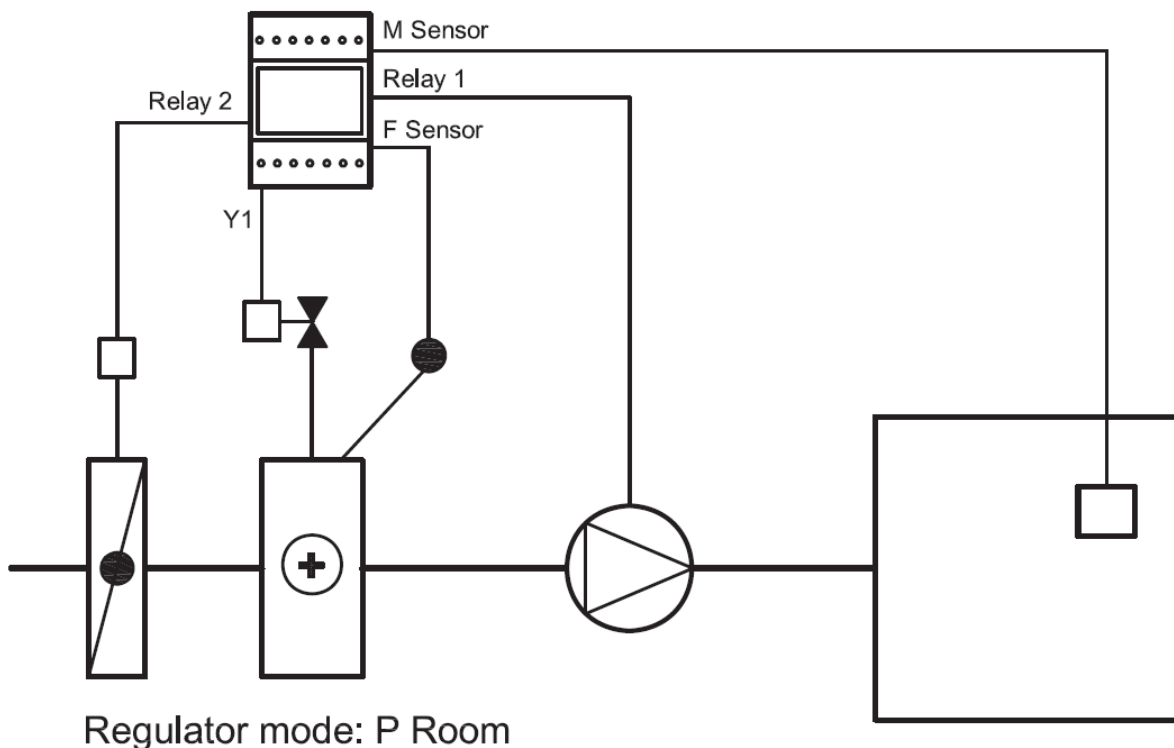 M Sensor
Relay 1
Relay 2
F Sensor
Y1
Regulator mode: P Room